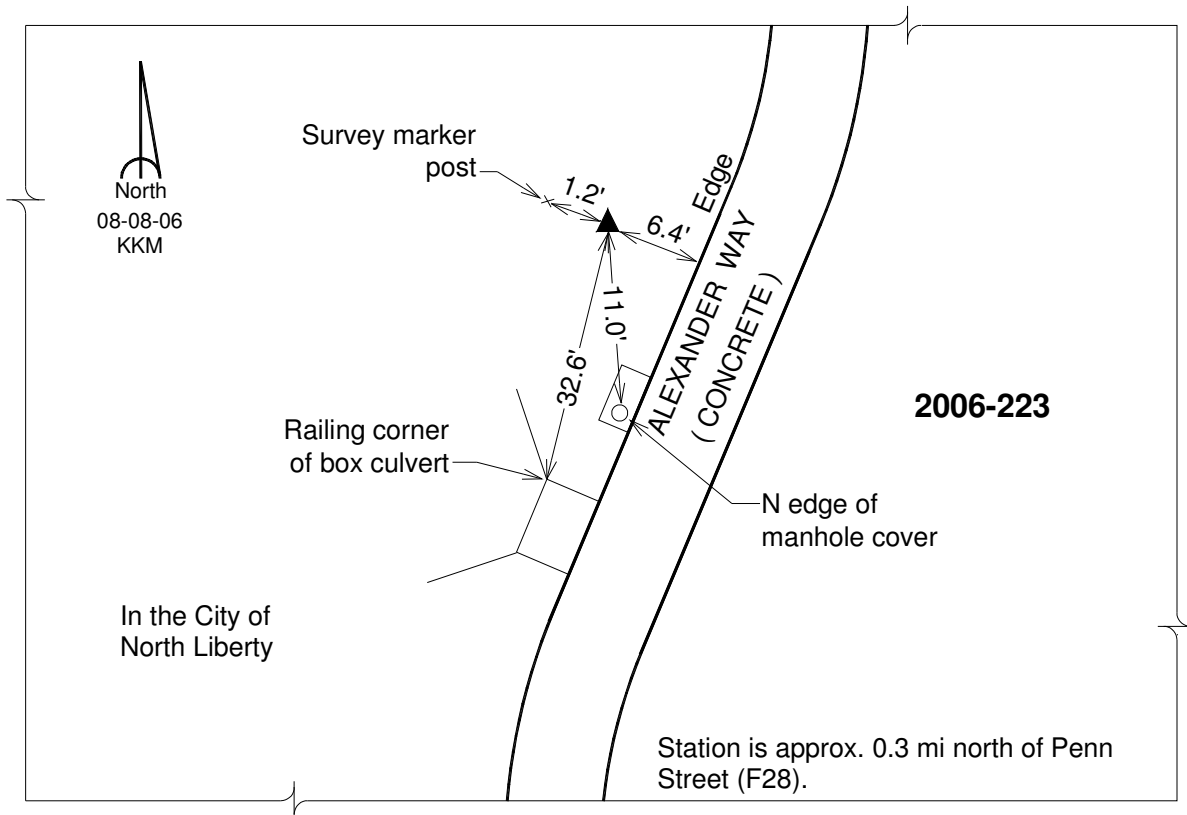 North
08-08-06
KKM
Survey marker
post
1.2'
6.4'
Edge
11.0'
32.6'
ALEXANDER WAY
( CONCRETE )
2006-223
Railing corner
of box culvert
N edge of
manhole cover
In the City of
North Liberty
Station is approx. 0.3 mi north of Penn
Street (F28).